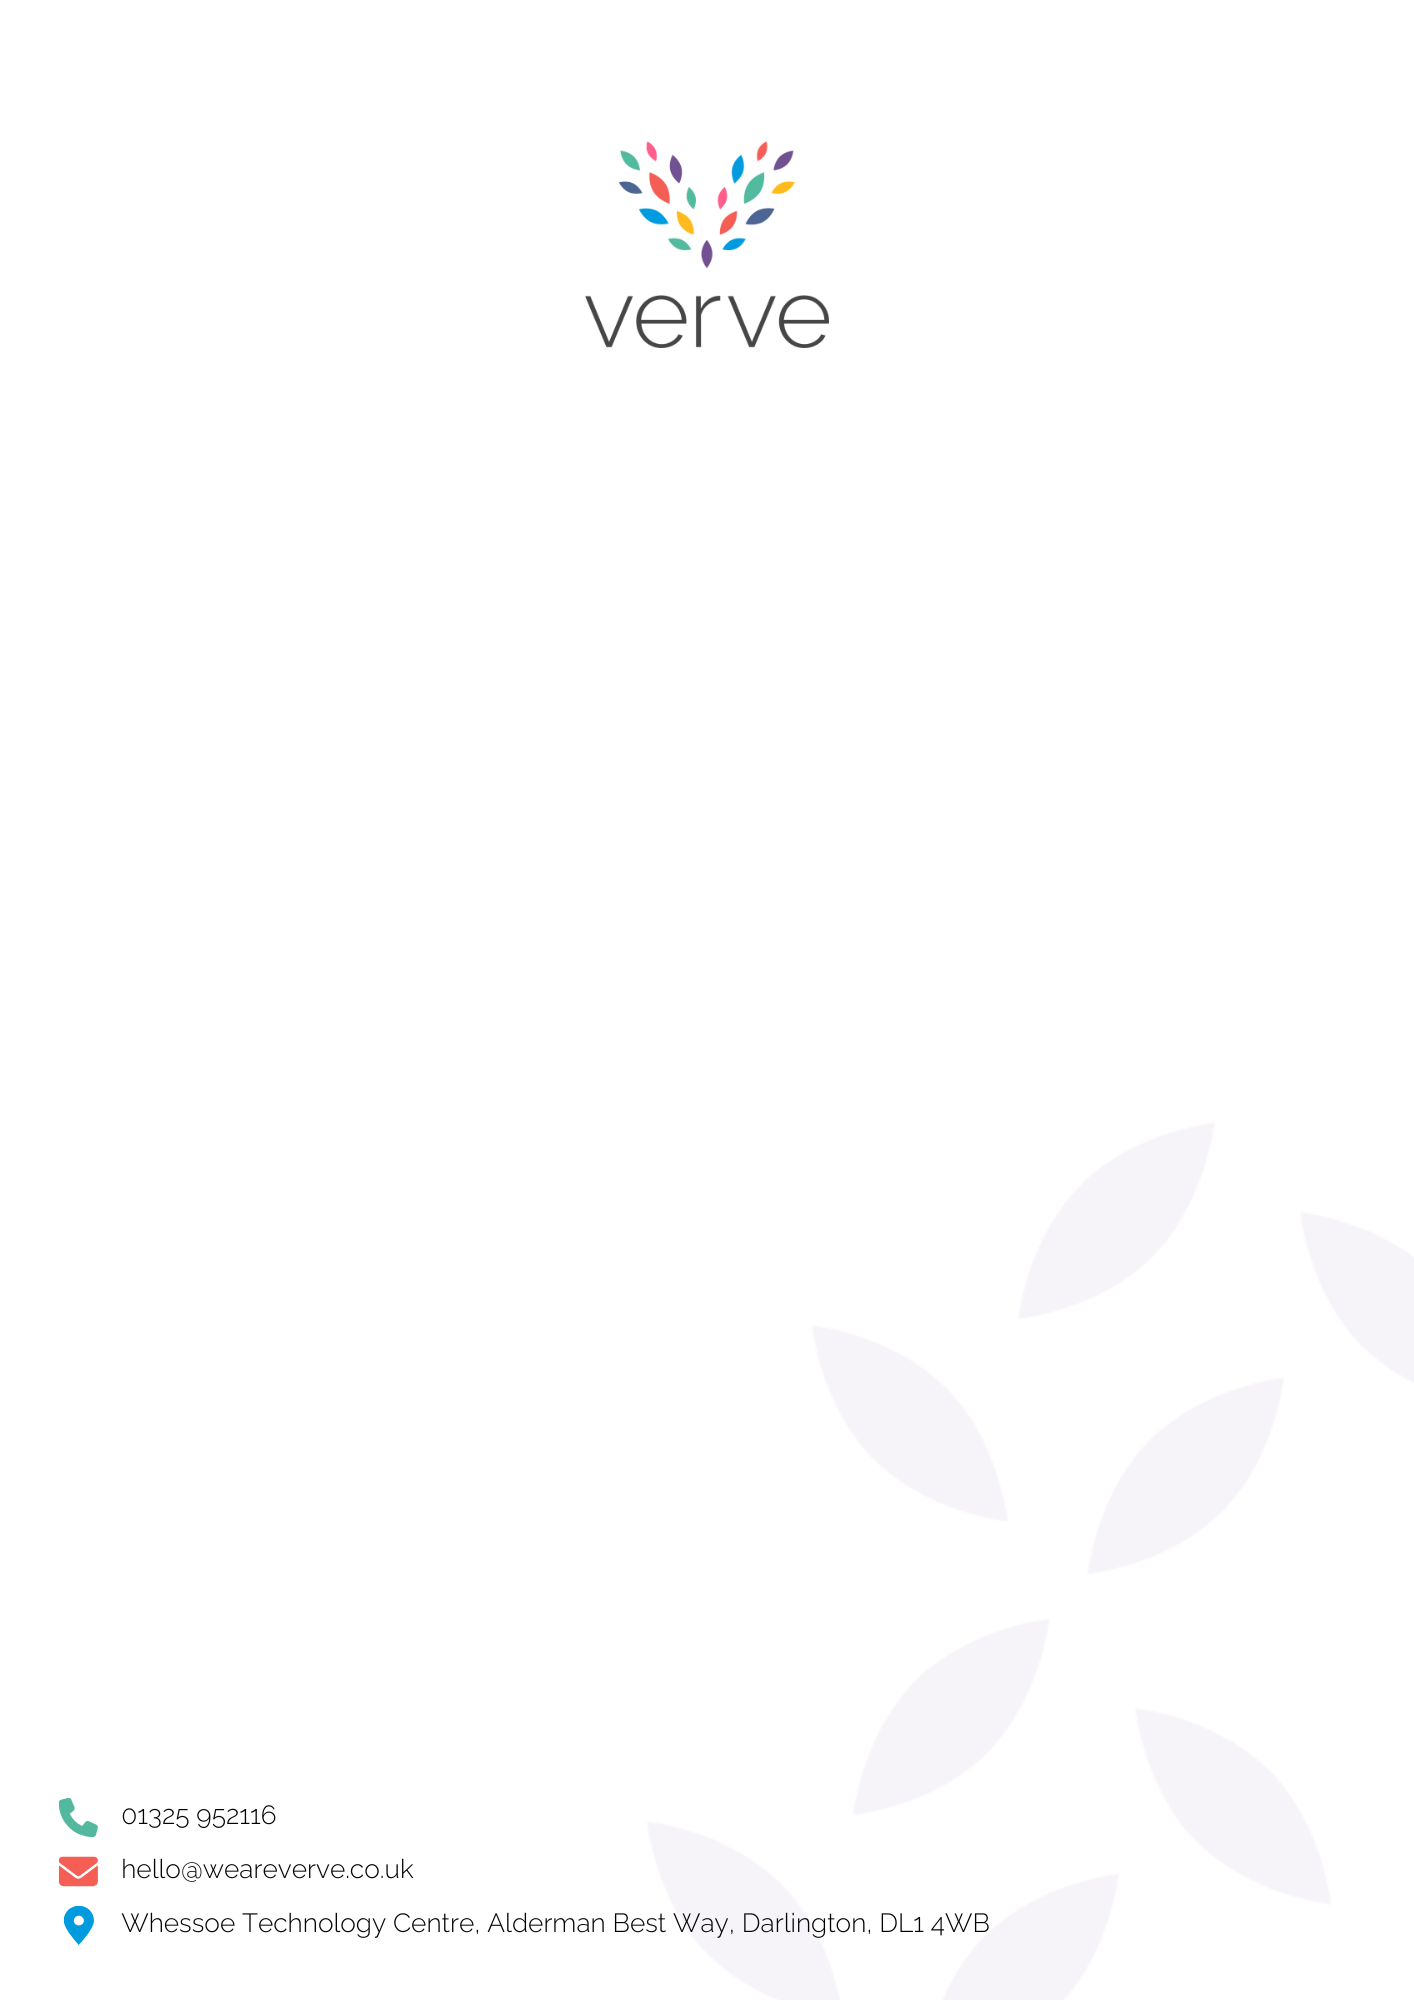 verve
01325 952116
hello@weareverve.co.uk
Whessoe Technology Centre, Alderman Best Way, Darlington, DL1 4WB